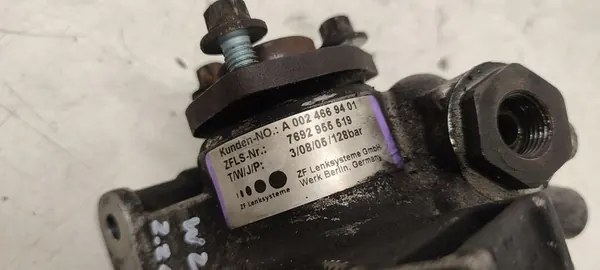 Kunden-NO.: A 002 466 94 01
ZFLS-Nr.: 7692 955 519
T/W/J/P: 3/08/05/128bar
ZF Lenksysteme GmbH
Werk Berlin, Germany
ZF Lenksysteme
W2